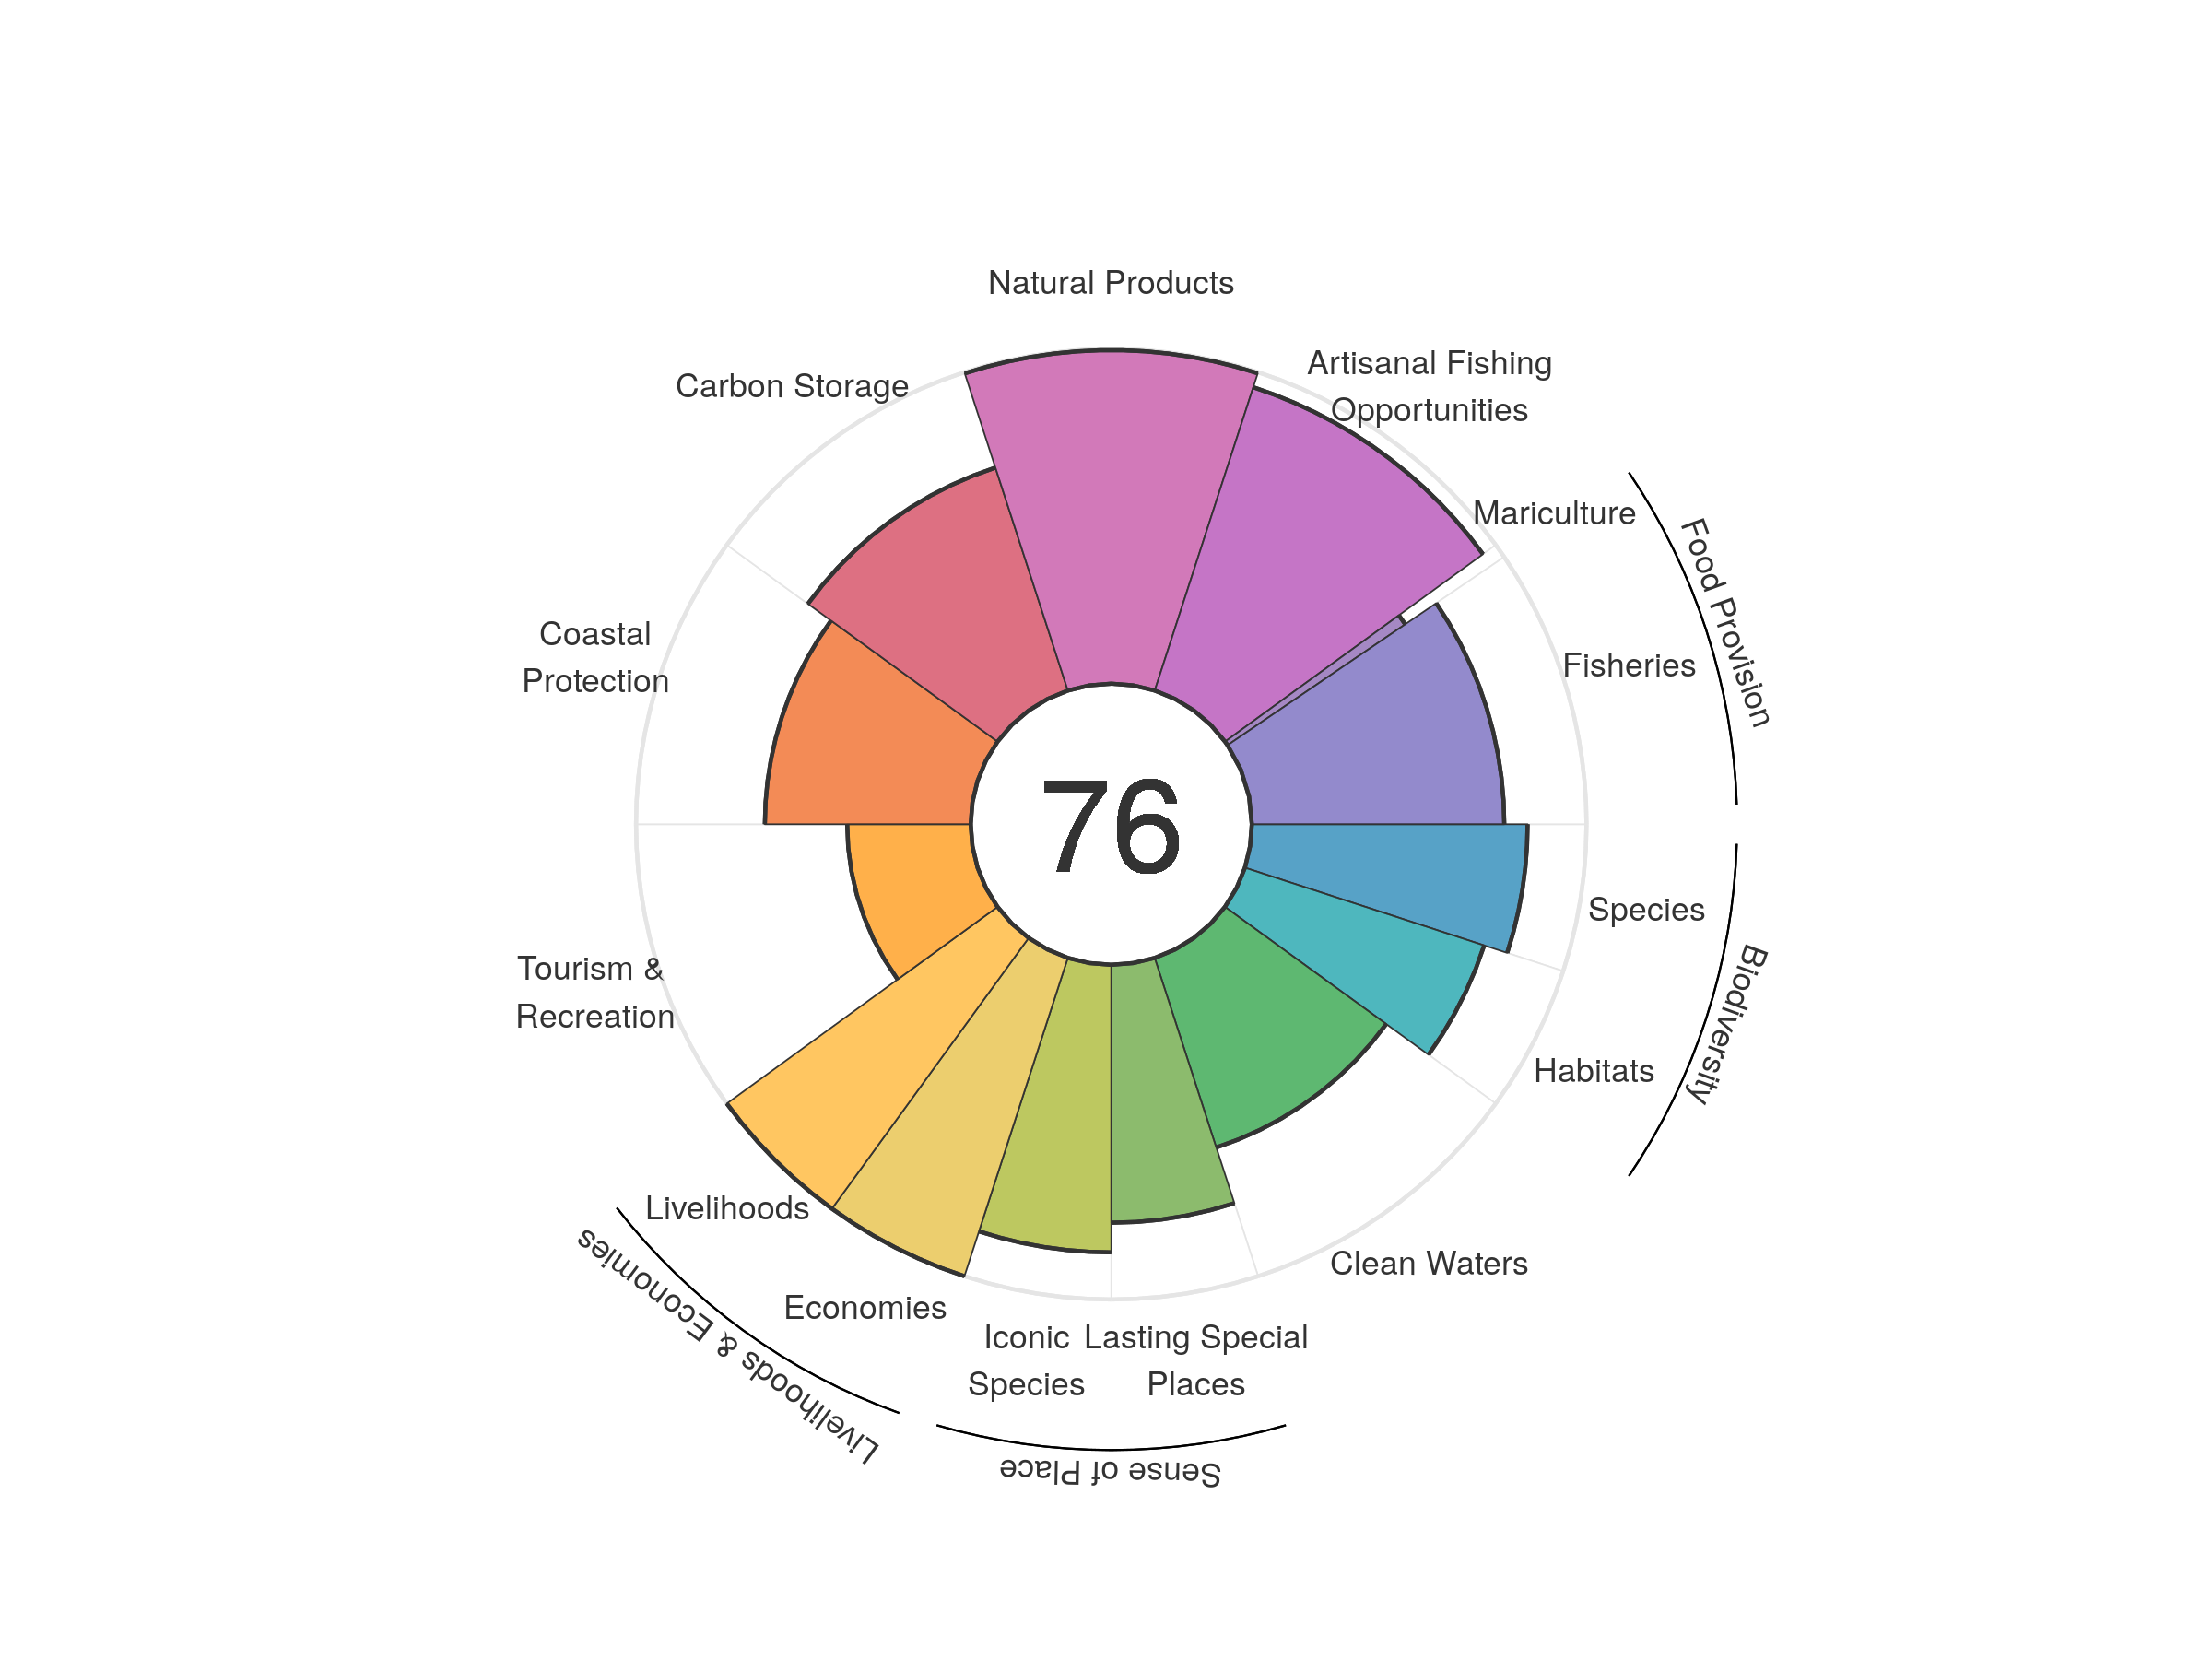 Natural Products
Artisanal Fishing
Opportunities
Carbon Storage
Mariculture
Food Provision
Coastal
Protection
Fisheries
76
Species
Biodiversity
Tourism &
Recreation
Habitats
Livelihoods
Clean Waters
Economies
Livelihoods & Economies
Iconic
Species
Lasting Special
Places
Sense of Place